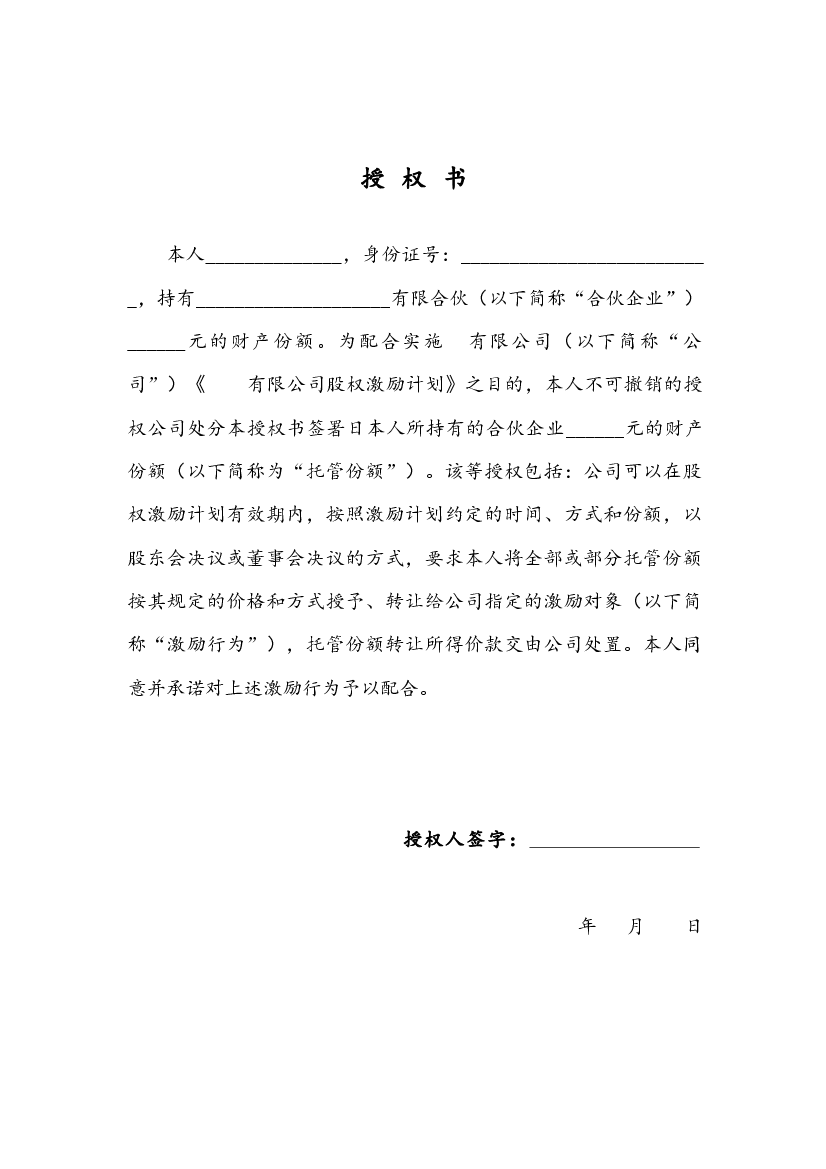 授 权 书
本人______________，身份证号：_________________________
_，持有____________________有限合伙（以下简称“合伙企业”）
______元的财产份额。为配合实施　有限公司（以下简称“公
司”）《　　有限公司股权激励计划》之目的，本人不可撤销的授
权公司处分本授权书签署日本人所持有的合伙企业______元的财产
份额（以下简称为“托管份额”）。该等授权包括：公司可以在股
权激励计划有效期内，按照激励计划约定的时间、方式和份额，以
股东会决议或董事会决议的方式，要求本人将全部或部分托管份额
按其规定的价格和方式授予、转让给公司指定的激励对象（以下简
称“激励行为”），托管份额转让所得价款交由公司处置。本人同
意并承诺对上述激励行为予以配合。
授权人签字：_________________
年　月　　日